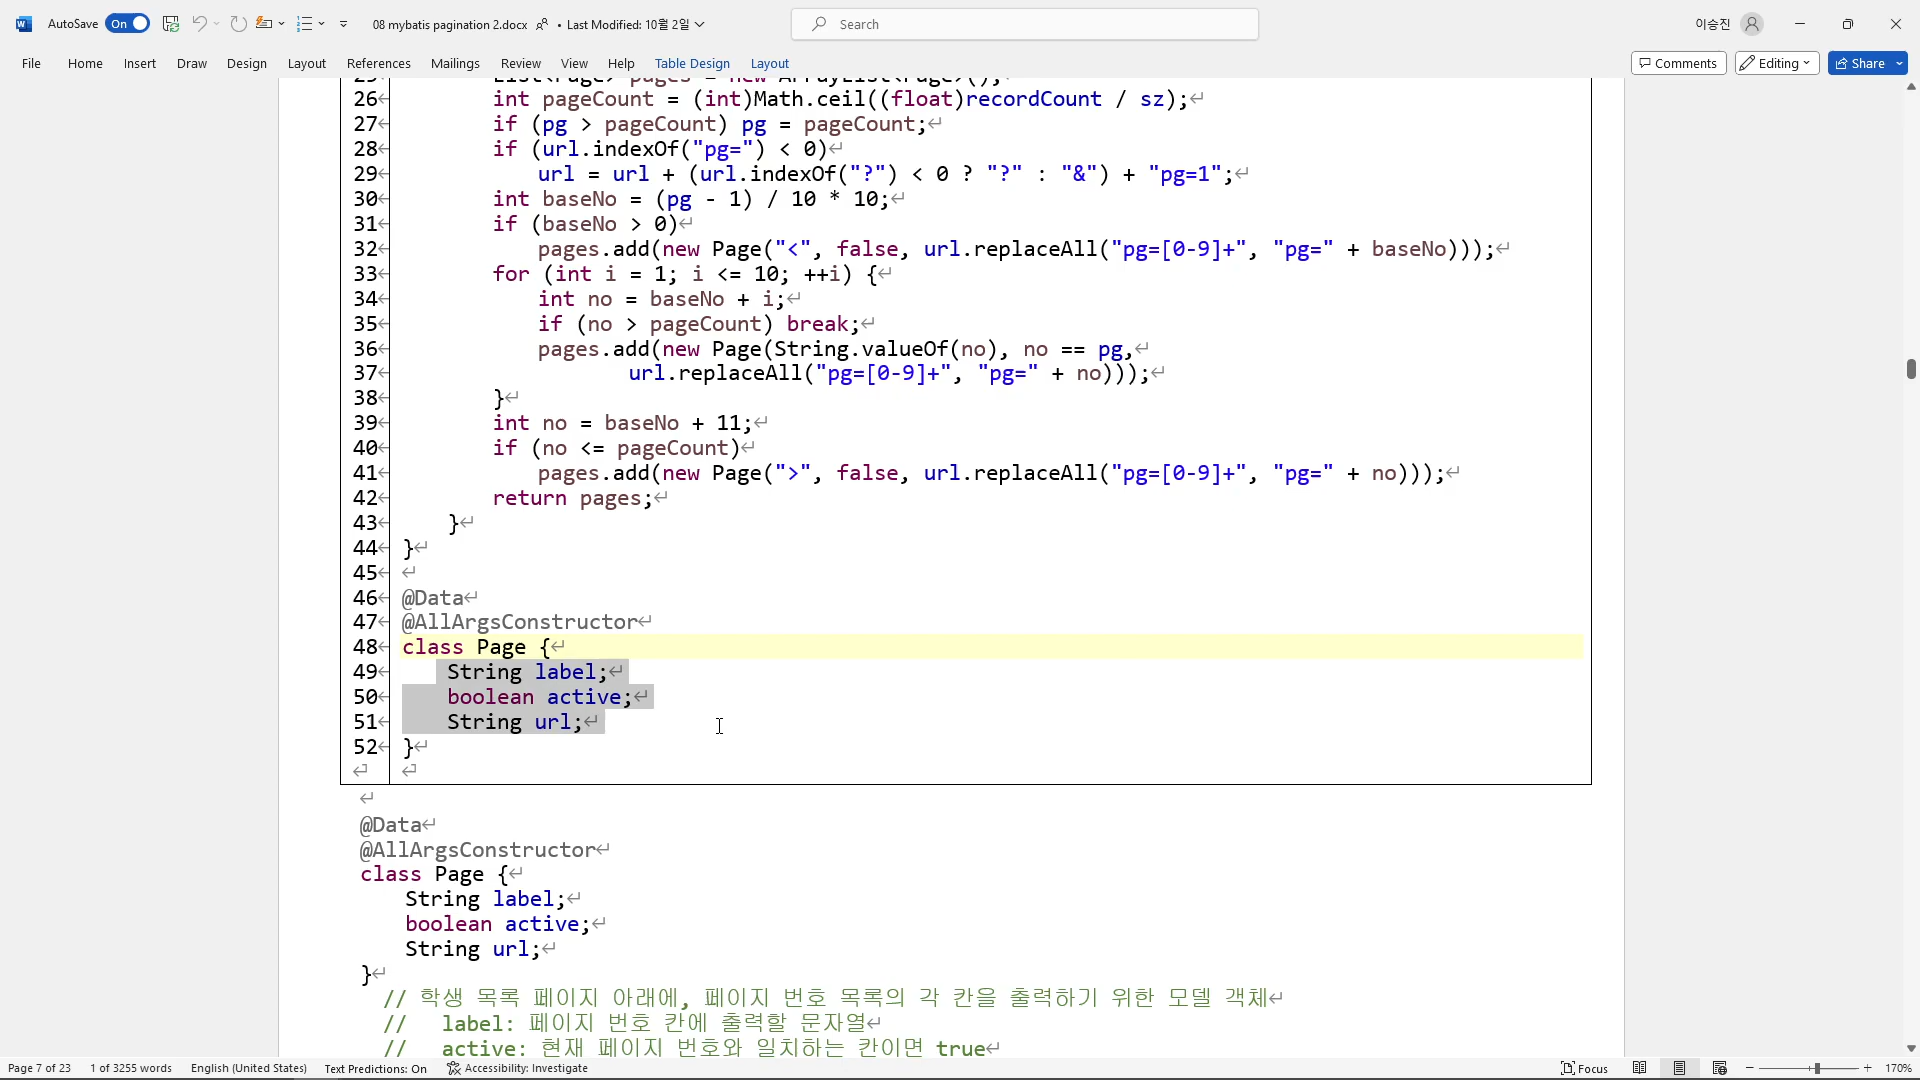 AutoSave On 08 mybatis pagination 2.docx • Last Modified: 10월 2일 Search 이승진
File Home Insert Draw Design Layout References Mailings Review View Help Table Design Layout Comments Editing Share
25 List<Page> pages = new ArrayList<Page>();
26 int pageCount = (int)Math.ceil((float)recordCount / sz);
27 if (pg > pageCount) pg = pageCount;
28 if (url.indexOf("pg=") < 0)
29 url = url + (url.indexOf("?") < 0 ? "?" : "&") + "pg=1";
30 int baseNo = (pg - 1) / 10 * 10;
31 if (baseNo > 0)
32 pages.add(new Page("<", false, url.replaceAll("pg=[0-9]+", "pg=" + baseNo)));
33 for (int i = 1; i <= 10; ++i) {
34 int no = baseNo + i;
35 if (no > pageCount) break;
36 pages.add(new Page(String.valueOf(no), no == pg,
37 url.replaceAll("pg=[0-9]+", "pg=" + no)));
38 }
39 int no = baseNo + 11;
40 if (no <= pageCount)
41 pages.add(new Page(">", false, url.replaceAll("pg=[0-9]+", "pg=" + no)));
42 return pages;
43 }
44 }
45
46 @Data
47 @AllArgsConstructor
48 class Page {
49 String label;
50 boolean active;
51 String url;
52 }
@Data
@AllArgsConstructor
class Page {
String label;
boolean active;
String url;
}
// 학생 목록 페이지 아래에, 페이지 번호 목록의 각 칸을 출력하기 위한 모델 객체
// label: 페이지 번호 칸에 출력할 문자열
// active: 현재 페이지 번호와 일치하는 칸이면 true
Page 7 of 23 1 of 3255 words English (United States) Text Predictions: On Accessibility: Investigate Focus 170%